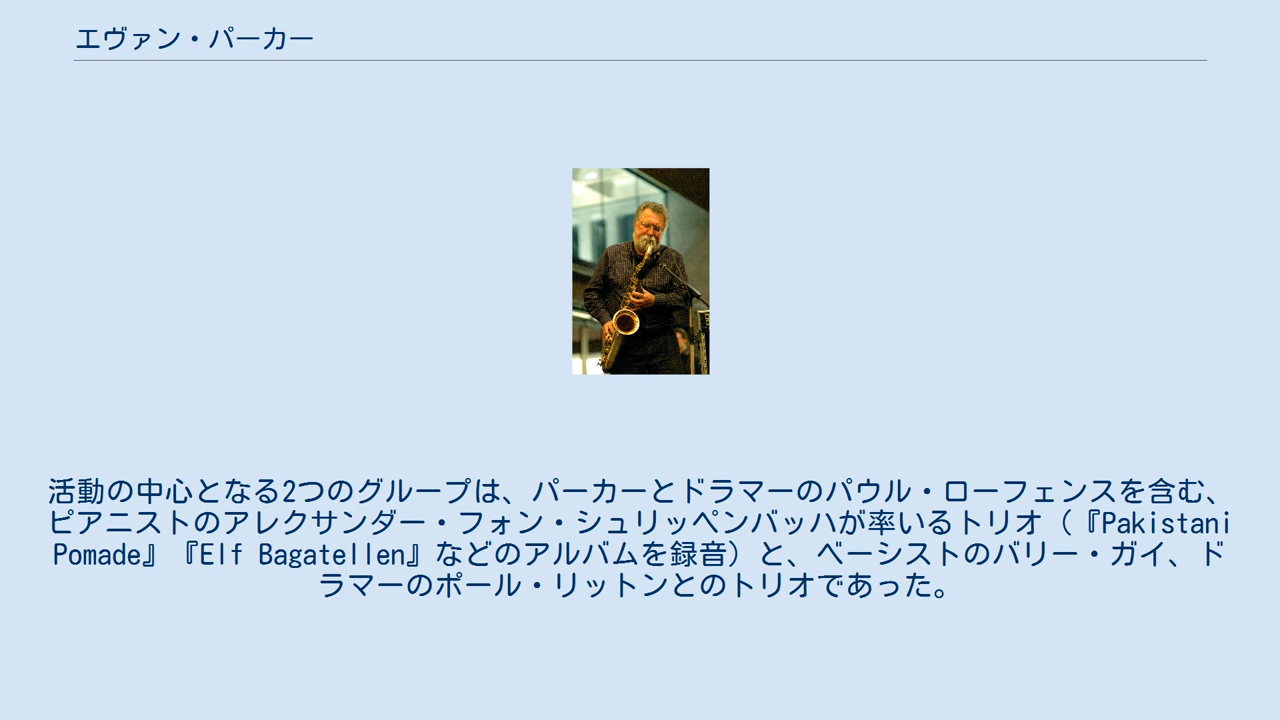 エヴァン・パーカー
活動の中心となる2つのグループは、パーカーとドラマーのパウル・ローフェンスを含む、
ピアニストのアレクサンダー・フォン・シュリッペンバッハが率いるトリオ（『Pakistani
Pomade』『Elf Bagatellen』などのアルバムを録音）と、ベーシストのバリー・ガイ、ド
ラマーのポール・リットンとのトリオであった。